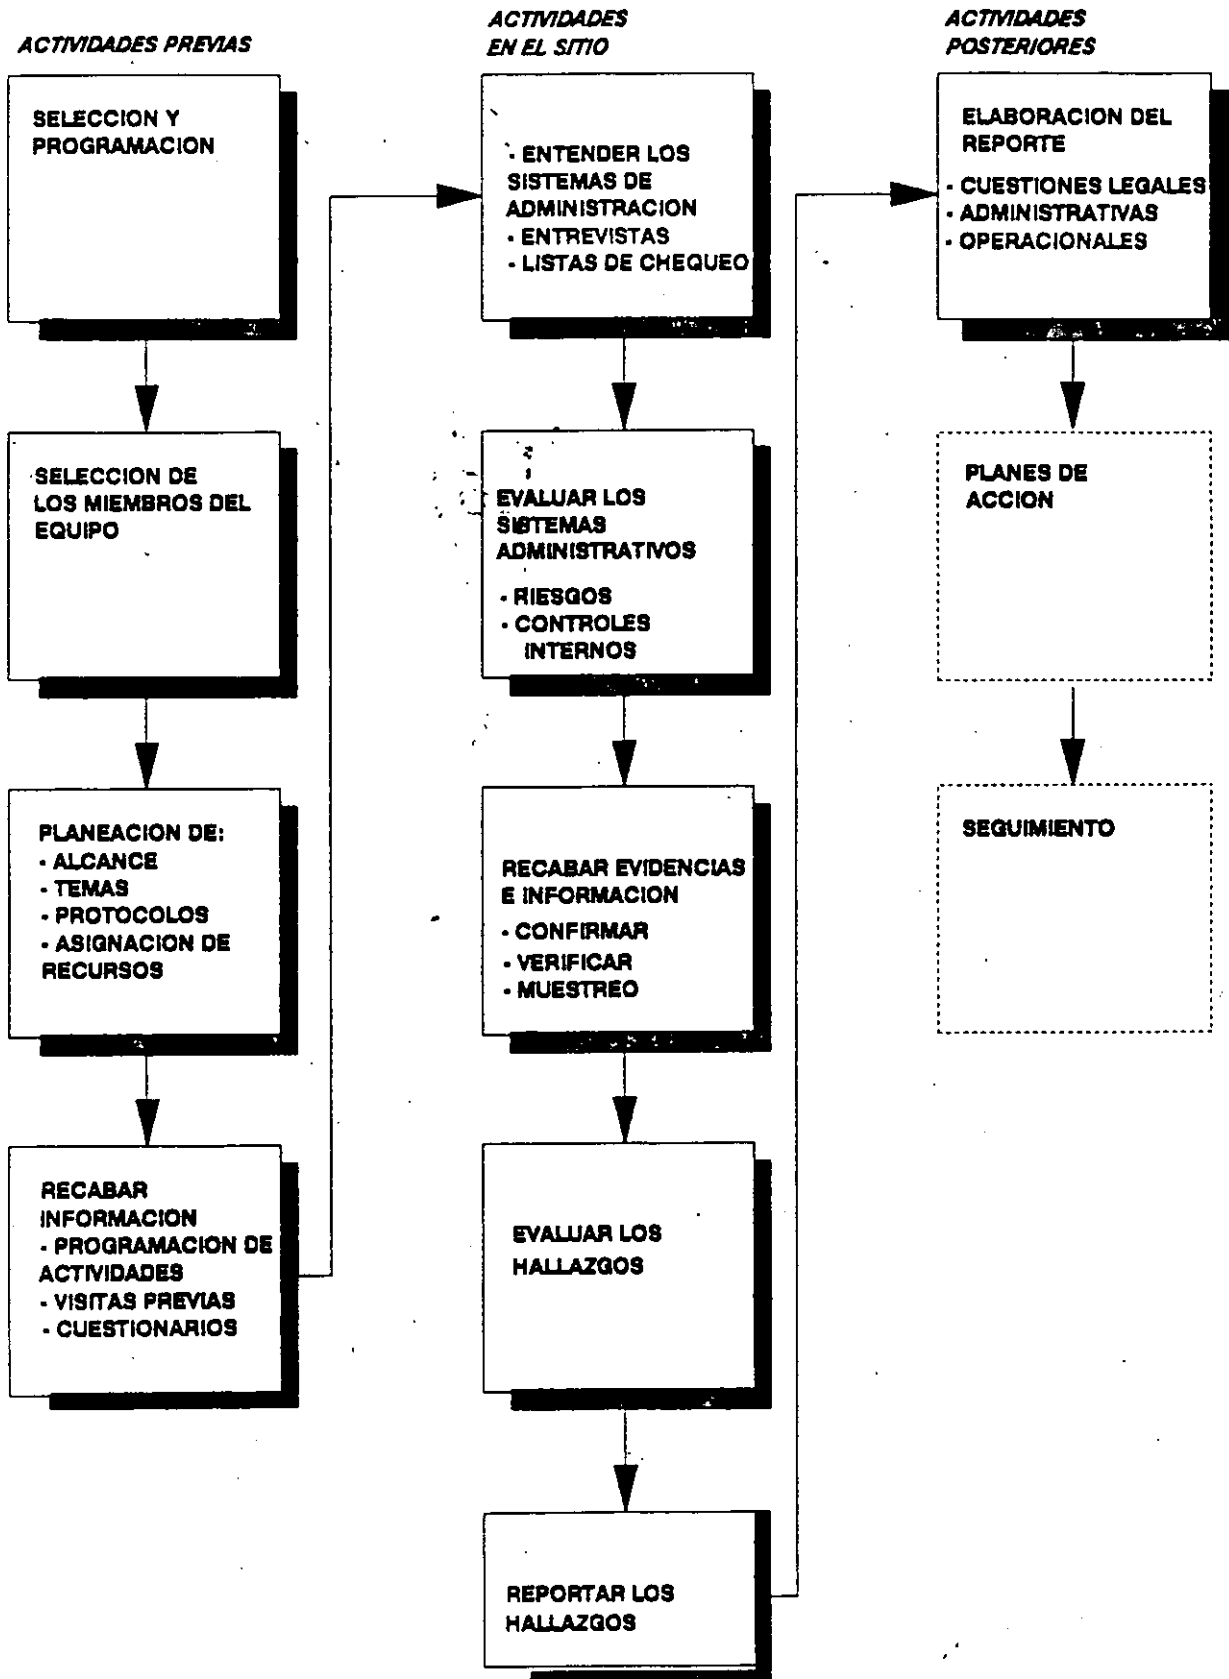 ACTIVIDADES PREVIAS
SELECCION Y
PROGRAMACION
SELECCION DE
LOS MIEMBROS DEL
EQUIPO
PLANEACION DE:
- ALCANCE
- TEMAS
- PROTOCOLOS
- ASIGNACION DE
RECURSOS
RECABAR
INFORMACION
- PROGRAMACION DE
ACTIVIDADES
- VISITAS PREVIAS
- CUESTIONARIOS
ACTIVIDADES
EN EL SITIO
- ENTENDER LOS
SISTEMAS DE
ADMINISTRACION
- ENTREVISTAS
- LISTAS DE CHEQUEO
EVALUAR LOS
SISTEMAS
ADMINISTRATIVOS
- RIESGOS
- CONTROLES
INTERNOS
RECABAR EVIDENCIAS
E INFORMACION
- CONFIRMAR
- VERIFICAR
- MUESTREO
EVALUAR LOS
HALLAZGOS
REPORTAR LOS
HALLAZGOS
ACTIVIDADES
POSTERIORES
ELABORACION DEL
REPORTE
- CUESTIONES LEGALES
- ADMINISTRATIVAS
- OPERACIONALES
PLANES DE
ACCION
SEGUIMIENTO